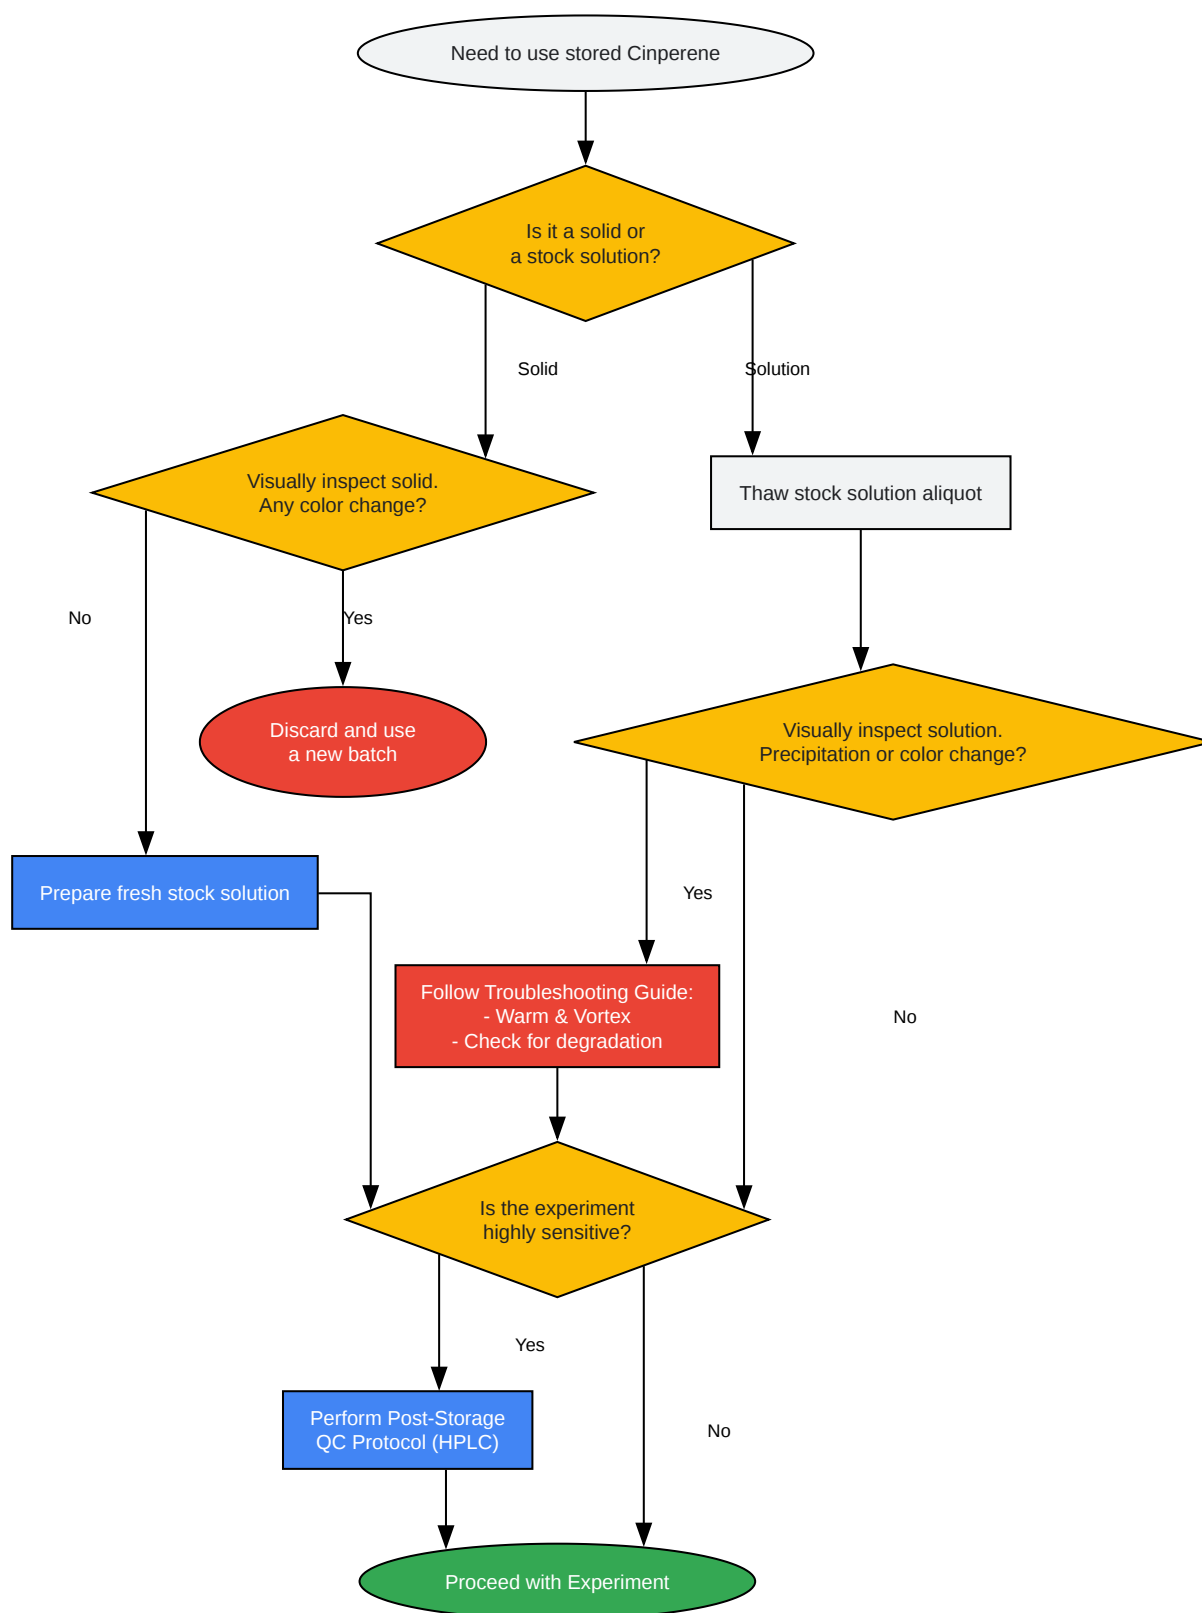 Need to use stored Cinperene
Is it a solid or
a stock solution?
Solid
Solution
Visually inspect solid.
Any color change?
Thaw stock solution aliquot
No
Yes
Discard and use
a new batch
Visually inspect solution.
Precipitation or color change?
Prepare fresh stock solution
Yes
Follow Troubleshooting Guide:
- Warm & Vortex
- Check for degradation
No
Is the experiment
highly sensitive?
Yes
Perform Post-Storage
QC Protocol (HPLC)
No
Proceed with Experiment